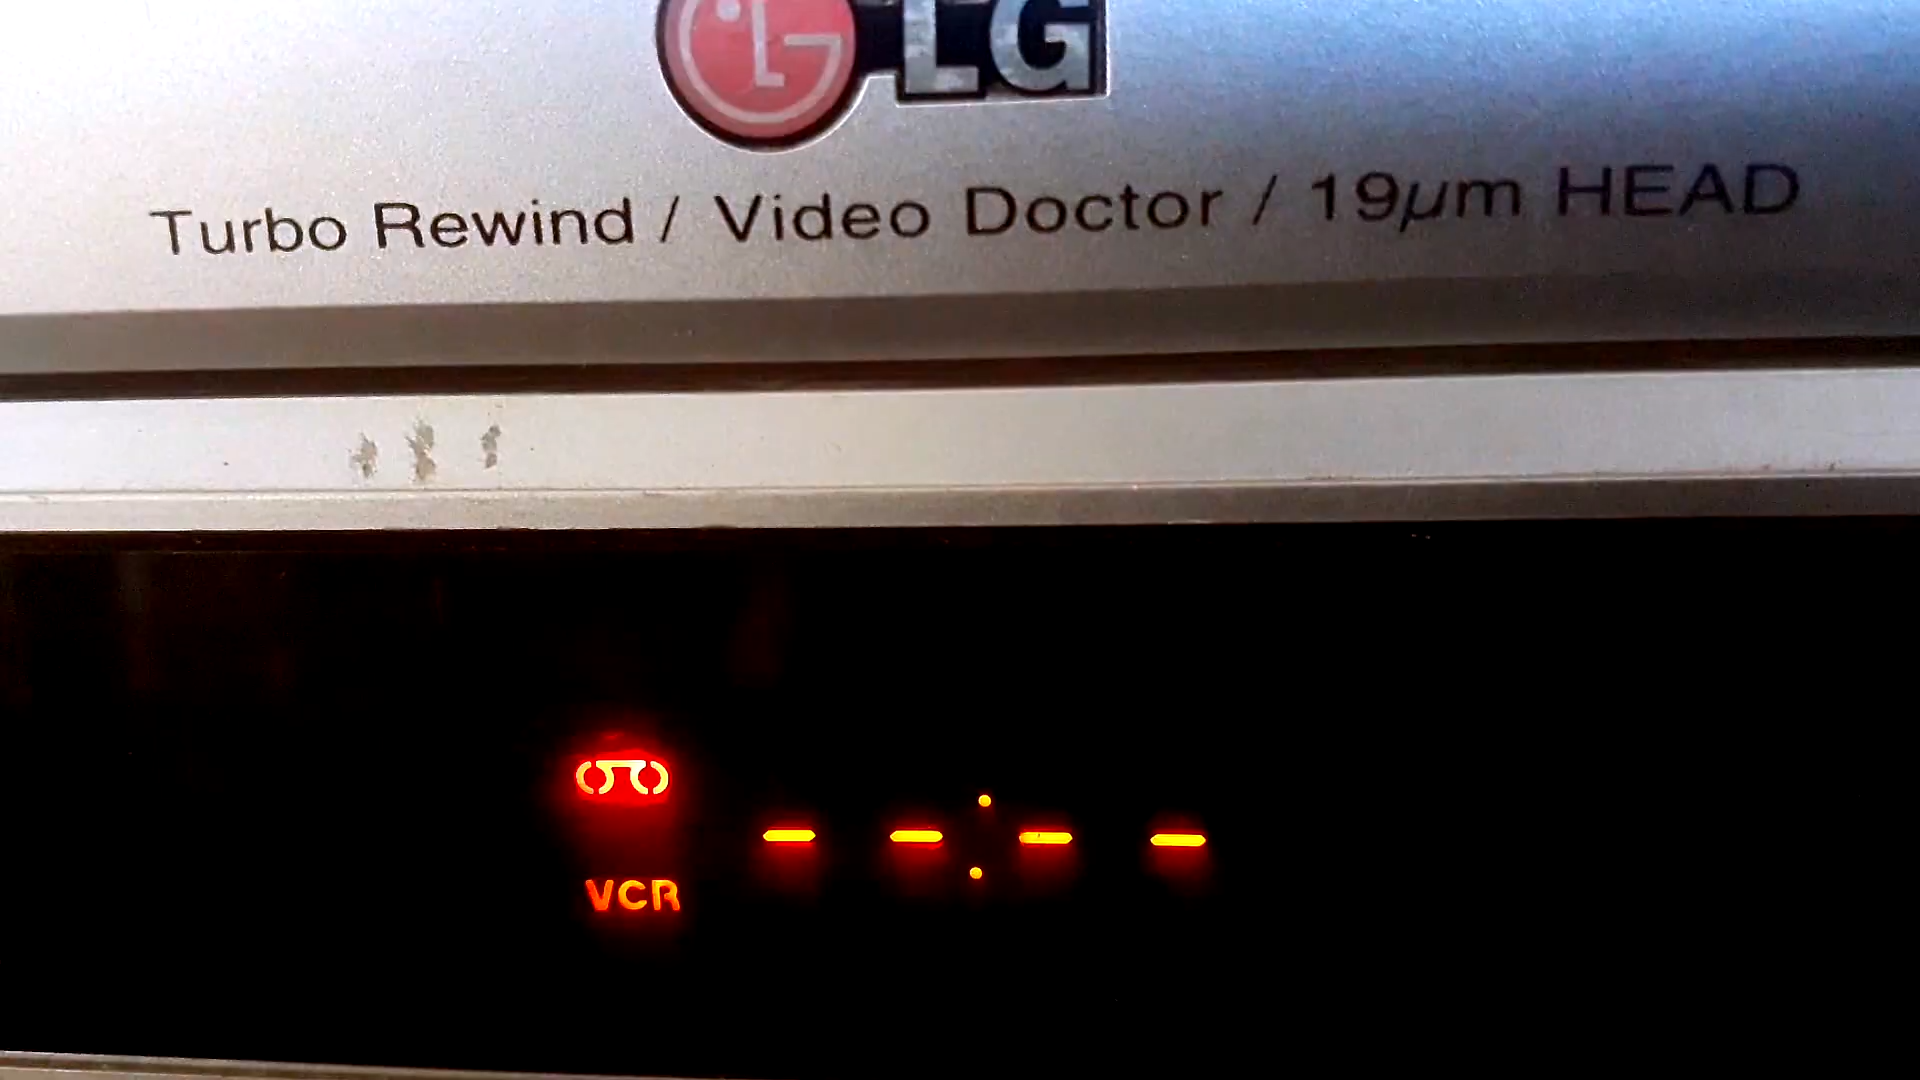 LG
Turbo Rewind / Video Doctor / 19µm HEAD
- - : - -
VCR